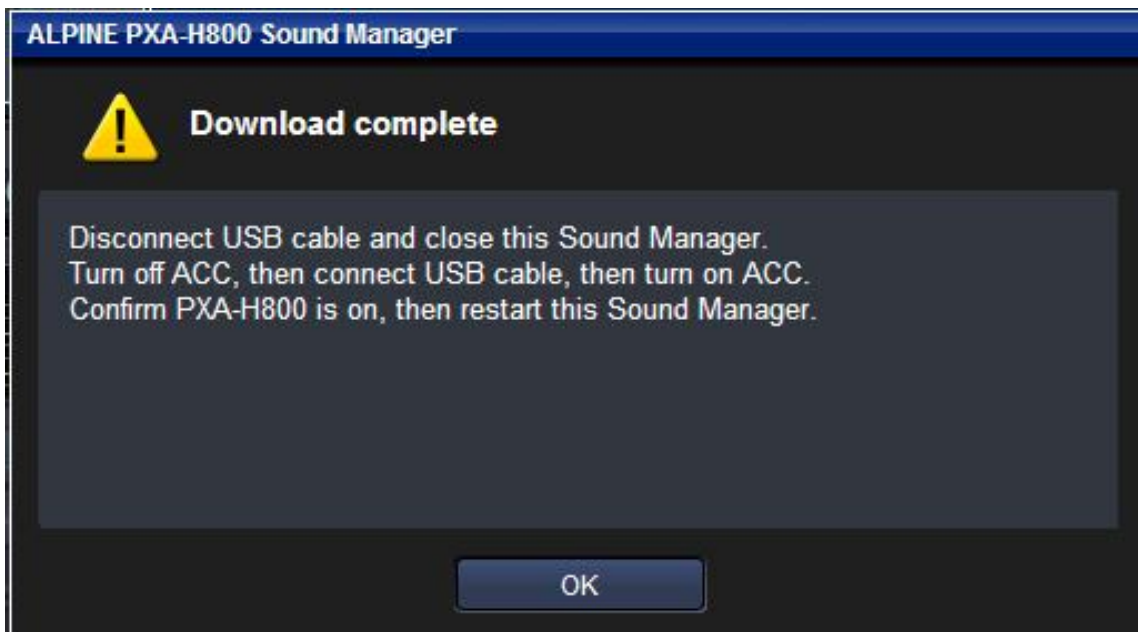 ALPINE PXA-H800 Sound Manager
Download complete
Disconnect USB cable and close this Sound Manager.
Turn off ACC, then connect USB cable, then turn on ACC.
Confirm PXA-H800 is on, then restart this Sound Manager.
OK